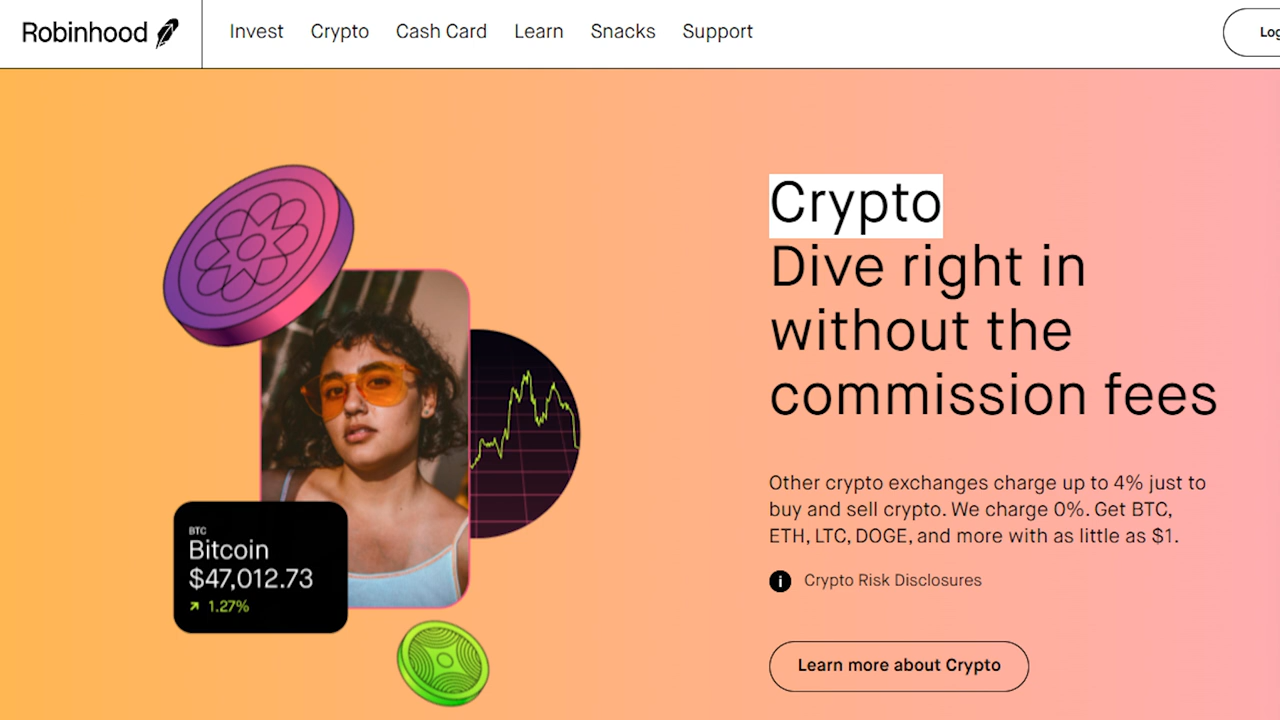 Robinhood
Invest Crypto Cash Card Learn Snacks Support
Crypto
Dive right in
without the
commission fees
Other crypto exchanges charge up to 4% just to
buy and sell crypto. We charge 0%. Get BTC,
ETH, LTC, DOGE, and more with as little as $1.
i Crypto Risk Disclosures
Learn more about Crypto
BTC
Bitcoin
$47,012.73
1.27%